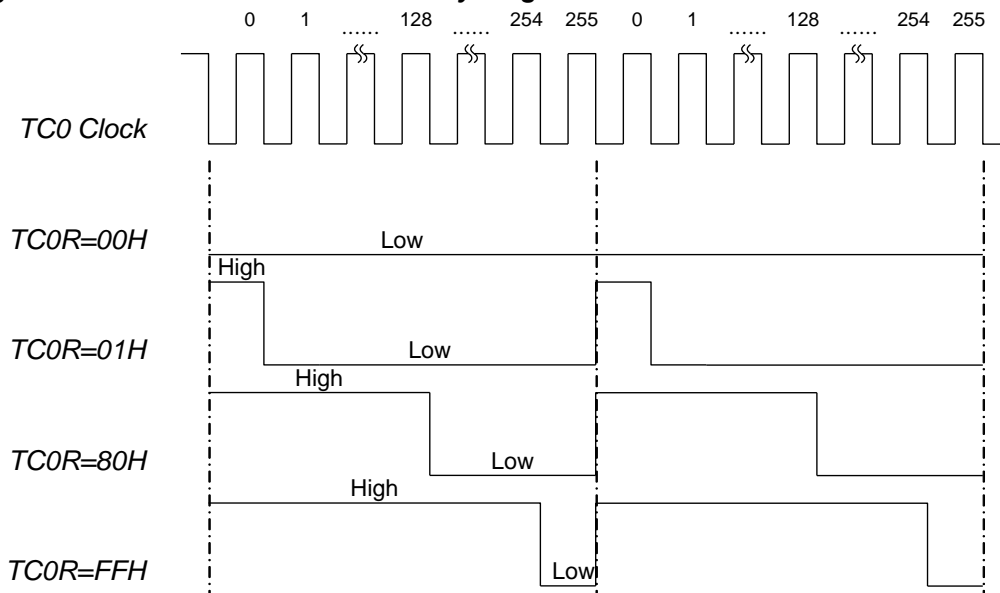 0 1 128 254 255 0 1 128 254 255
...... ...... ...... ......
TC0 Clock
TC0R=00H
Low
High
TC0R=01H
Low
High
TC0R=80H
Low
High
TC0R=FFH
Low